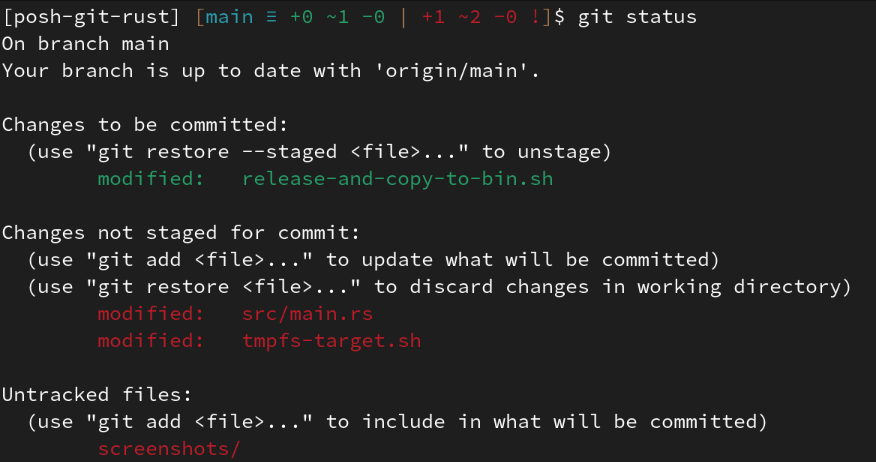 [posh-git-rust] [main ≡ +0 ~1 -0 | +1 ~2 -0 !]$ git status
On branch main
Your branch is up to date with 'origin/main'.

Changes to be committed:
  (use "git restore --staged <file>..." to unstage)
        modified:   release-and-copy-to-bin.sh

Changes not staged for commit:
  (use "git add <file>..." to update what will be committed)
  (use "git restore <file>..." to discard changes in working directory)
        modified:   src/main.rs
        modified:   tmpfs-target.sh

Untracked files:
  (use "git add <file>..." to include in what will be committed)
        screenshots/